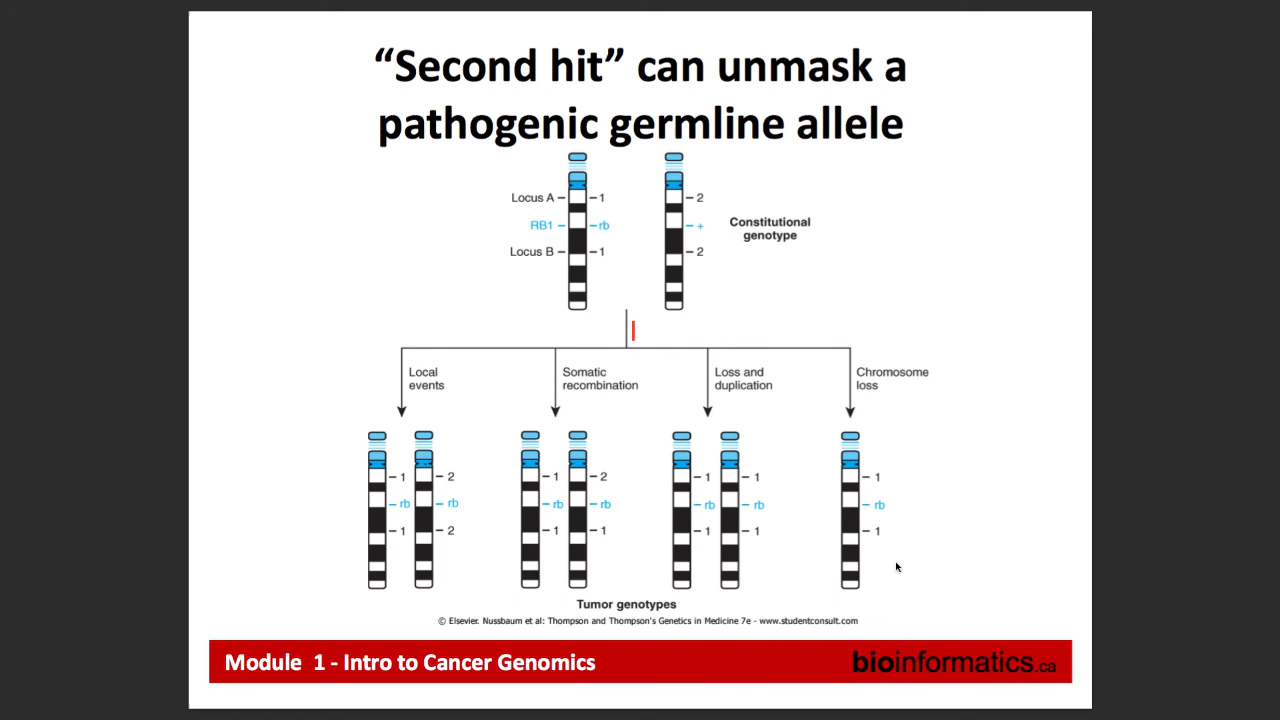 “Second hit” can unmask a
pathogenic germline allele
Locus A 1 2
RB1 rb +
Locus B 1 2
Constitutional
genotype
Local
events
Somatic
recombination
Loss and
duplication
Chromosome
loss
1 2 1 2 1 1 1
rb rb rb rb rb rb rb
1 2 1 1 1 1 1
Tumor genotypes
© Elsevier. Nussbaum et al: Thompson and Thompson's Genetics in Medicine 7e - www.studentconsult.com
Module 1 - Intro to Cancer Genomics
bioinformatics.ca